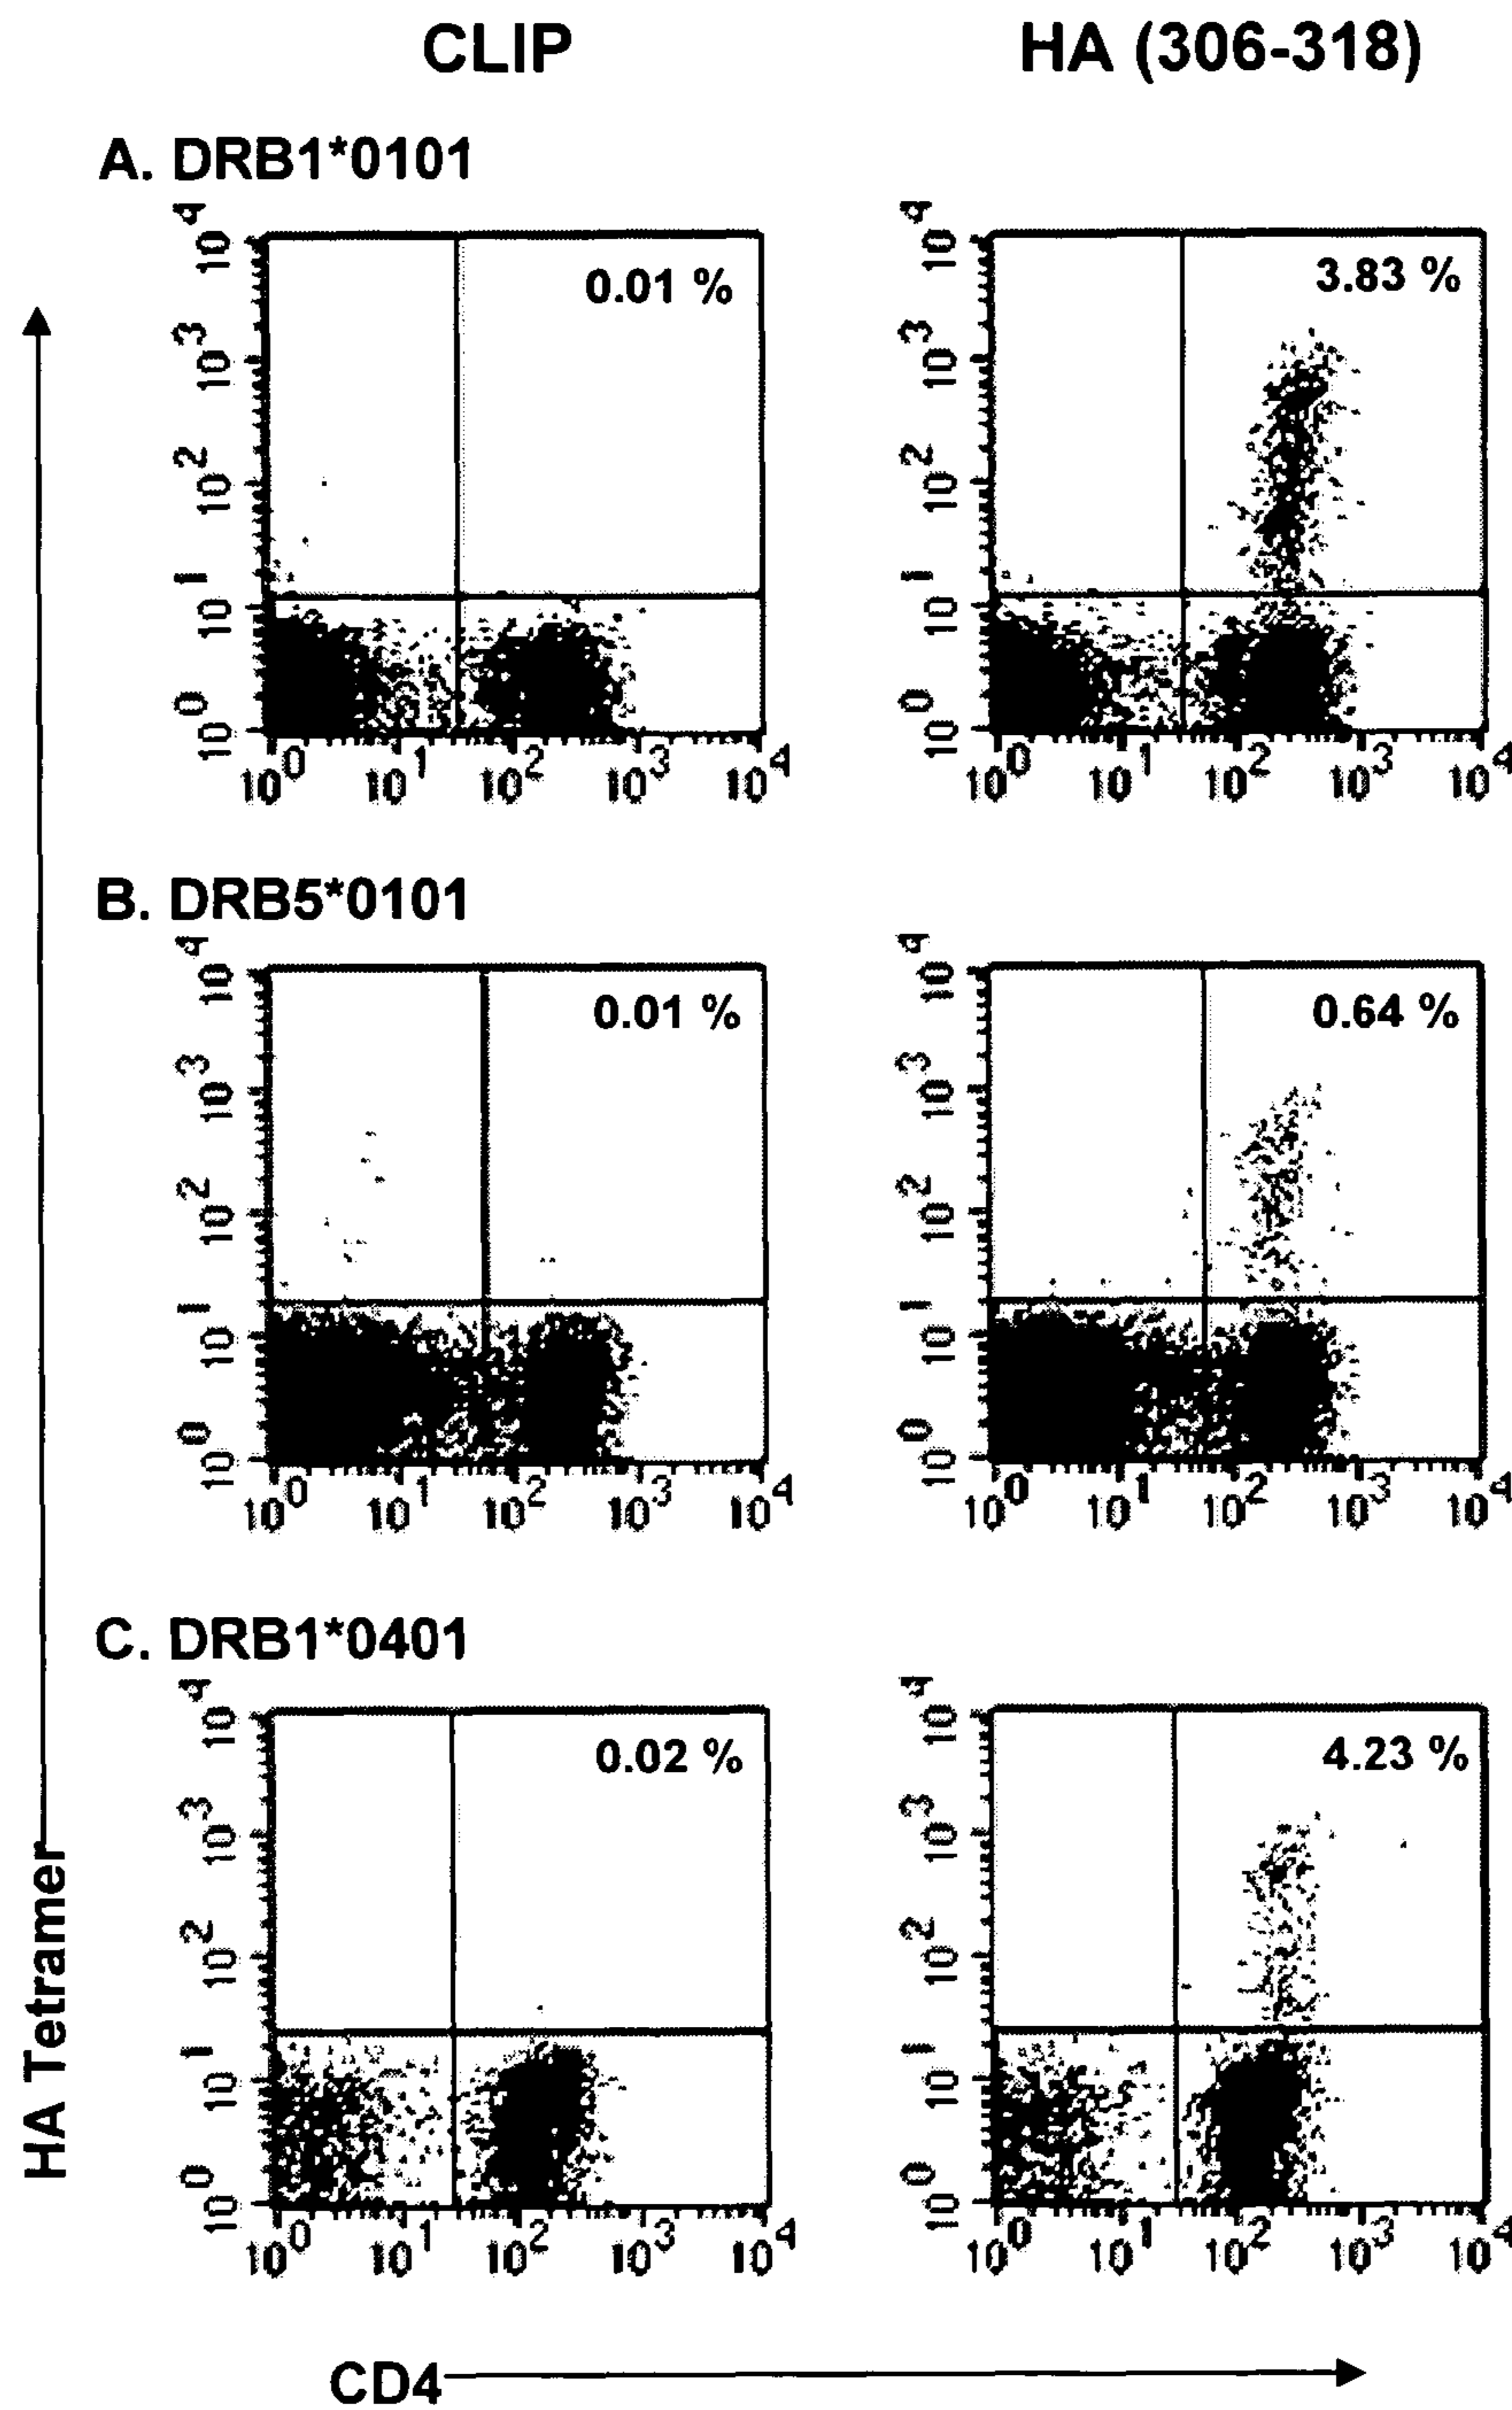 CLIP HA (306-318)
A. DRB1*0101
10^4 10^3 10^2 10^1 10^0
0.01 %
10^0 10^1 10^2 10^3 10^4
10^4 10^3 10^2 10^1 10^0
3.83 %
10^0 10^1 10^2 10^3 10^4
B. DRB5*0101
10^4 10^3 10^2 10^1 10^0
0.01 %
10^0 10^1 10^2 10^3 10^4
10^4 10^3 10^2 10^1 10^0
0.64 %
10^0 10^1 10^2 10^3 10^4
C. DRB1*0401
10^4 10^3 10^2 10^1 10^0
0.02 %
10^0 10^1 10^2 10^3 10^4
10^4 10^3 10^2 10^1 10^0
4.23 %
10^0 10^1 10^2 10^3 10^4
HA Tetramer
CD4